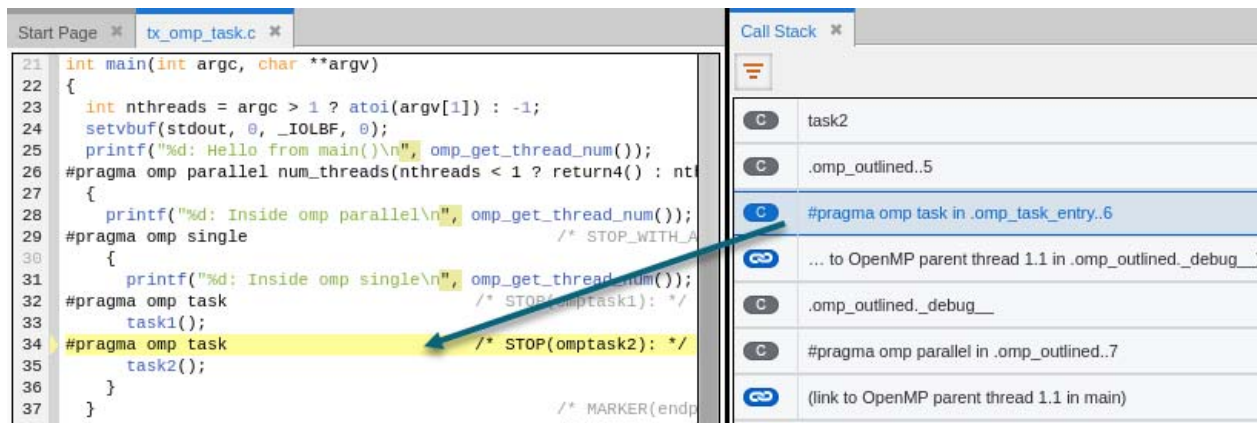 Start Page ✖ tx_omp_task.c ✖
21 int main(int argc, char **argv)
22 {
23 int nthreads = argc > 1 ? atoi(argv[1]) : -1;
24 setvbuf(stdout, 0, _IOLBF, 0);
25 printf("%d: Hello from main()\n", omp_get_thread_num());
26 #pragma omp parallel num_threads(nthreads < 1 ? return4() : nt
27 {
28 printf("%d: Inside omp parallel\n", omp_get_thread_num());
29 #pragma omp single /* STOP_WITH_A
30 {
31 printf("%d: Inside omp single\n", omp_get_thread_num());
32 #pragma omp task /* STOP(omptask1): */
33 task1();
34 #pragma omp task /* STOP(omptask2): */
35 task2();
36 }
37 } /* MARKER(endp
Call Stack ✖
C task2
C .omp_outlined..5
C #pragma omp task in .omp_task_entry..6
... to OpenMP parent thread 1.1 in .omp_outlined._debug__
C .omp_outlined._debug__
C #pragma omp parallel in .omp_outlined..7
(link to OpenMP parent thread 1.1 in main)